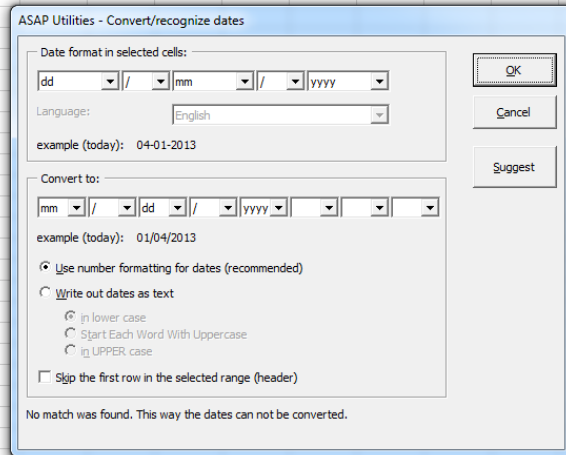 ASAP Utilities - Convert/recognize dates
Date format in selected cells:
dd / mm / yyyy
OK
Language: English
Cancel
example (today): 04-01-2013
Suggest
Convert to:
mm / dd / yyyy
example (today): 01/04/2013
Use number formatting for dates (recommended)
Write out dates as text
in lower case
Start Each Word With Uppercase
in UPPER case
Skip the first row in the selected range (header)
No match was found. This way the dates can not be converted.